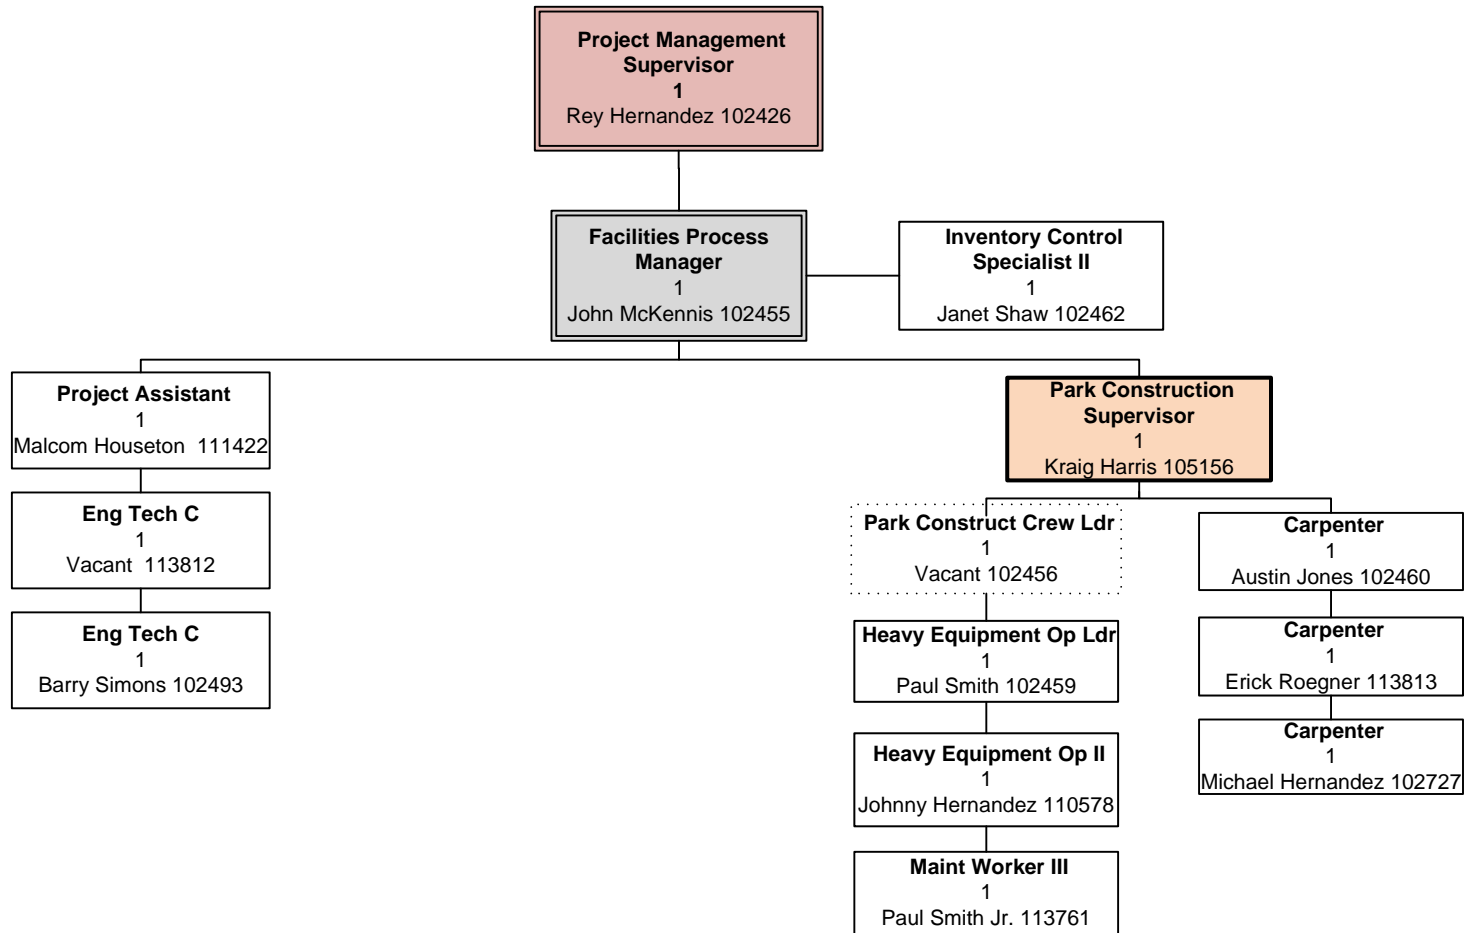 Project Management
Supervisor
1
Rey Hernandez 102426
Facilities Process
Manager
1
John McKennis 102455
Inventory Control
Specialist II
1
Janet Shaw 102462
Project Assistant
1
Malcom Houseton  111422
Eng Tech C
1
Vacant  113812
Eng Tech C
1
Barry Simons 102493
Park Construction
Supervisor
1
Kraig Harris 105156
Park Construct Crew Ldr
1
Vacant 102456
Heavy Equipment Op Ldr
1
Paul Smith 102459
Heavy Equipment Op II
1
Johnny Hernandez 110578
Maint Worker III
1
Paul Smith Jr. 113761
Carpenter
1
Austin Jones 102460
Carpenter
1
Erick Roegner 113813
Carpenter
1
Michael Hernandez 102727